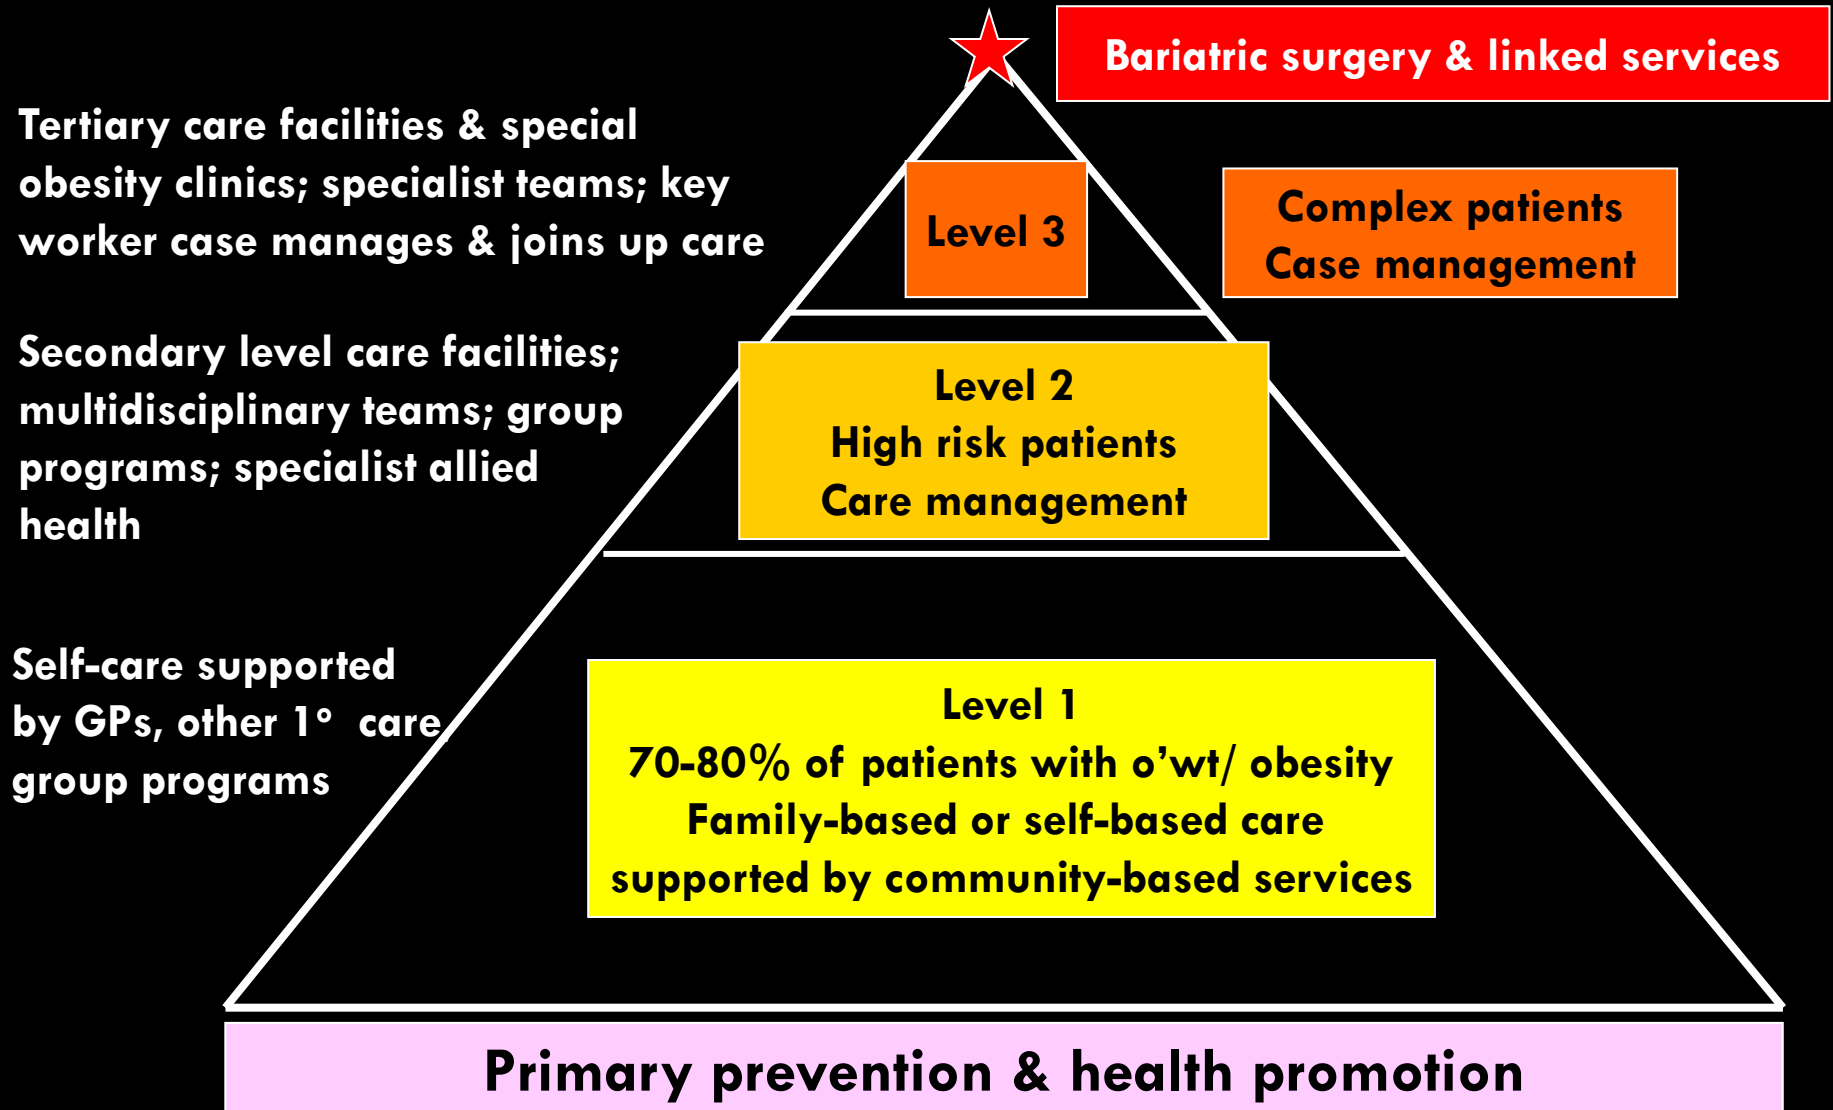 Bariatric surgery & linked services
Tertiary care facilities & special
obesity clinics; specialist teams; key
worker case manages & joins up care
Level 3
Complex patients
Case management
Secondary level care facilities;
multidisciplinary teams; group
programs; specialist allied
health
Level 2
High risk patients
Care management
Self-care supported
by GPs, other 1° care,
group programs
Level 1
70-80% of patients with o’wt/ obesity
Family-based or self-based care
supported by community-based services
Primary prevention & health promotion